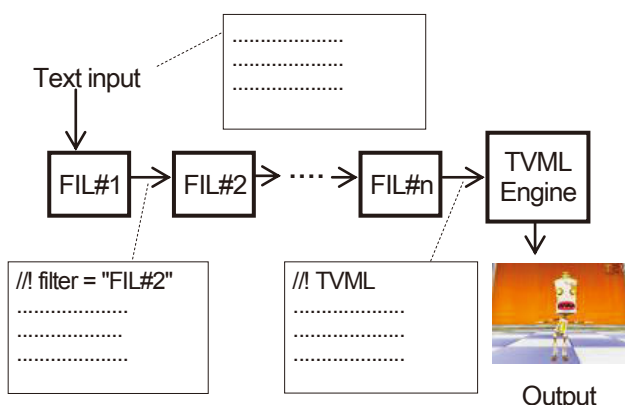 .....................
.....................
.....................
Text input
FIL#1
FIL#2
....
FIL#n
TVML
Engine
//! filter = "FIL#2"
.....................
....................
.....................
//! TVML
....................
....................
....................
Output